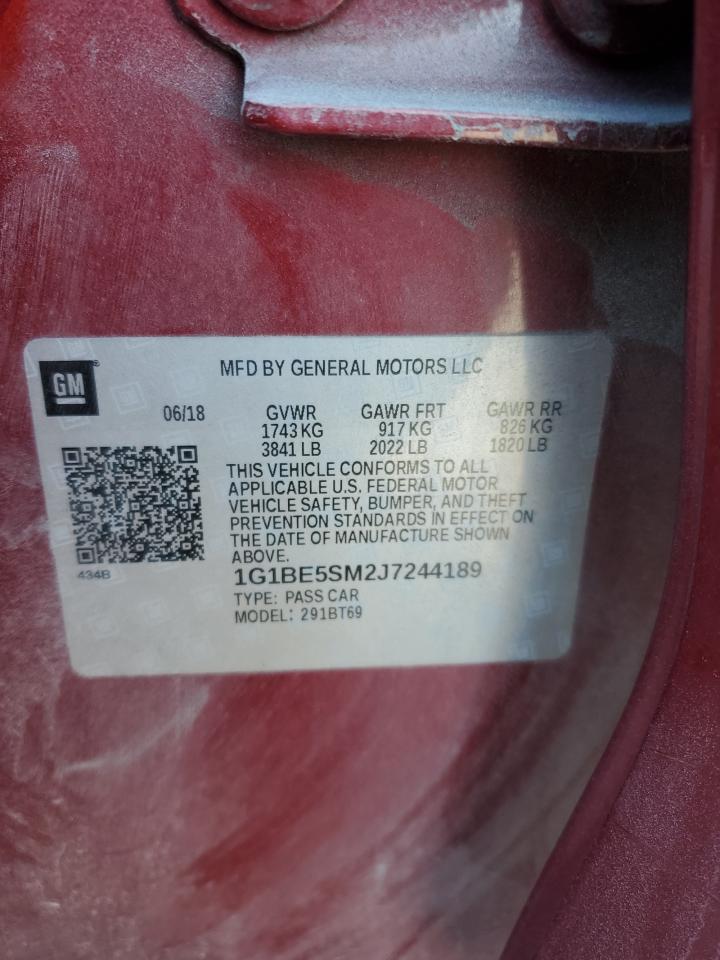 MFD BY GENERAL MOTORS LLC
GM
®
06/18 GVWR GAWR FRT GAWR RR
1743 KG 917 KG 826 KG
3841 LB 2022 LB 1820 LB
THIS VEHICLE CONFORMS TO ALL
APPLICABLE U.S. FEDERAL MOTOR
VEHICLE SAFETY, BUMPER, AND THEFT
PREVENTION STANDARDS IN EFFECT ON
THE DATE OF MANUFACTURE SHOWN
ABOVE.
434B
1G1BE5SM2J7244189
TYPE: PASS CAR
MODEL: 291BT69